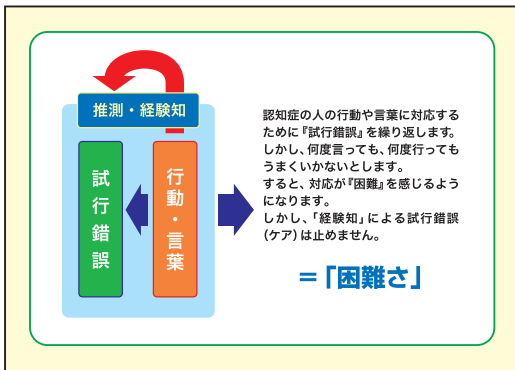 推測・経験知
試行錯誤
行動・言葉
認知症の人の行動や言葉に対応する
ために『試行錯誤』を繰り返します。
しかし、何度言っても、何度行っても
うまくいかないとします。
すると、対応が『困難』を感じるよう
になります。
しかし、「経験知」による試行錯誤
（ケア）は止めません。
＝「困難さ」